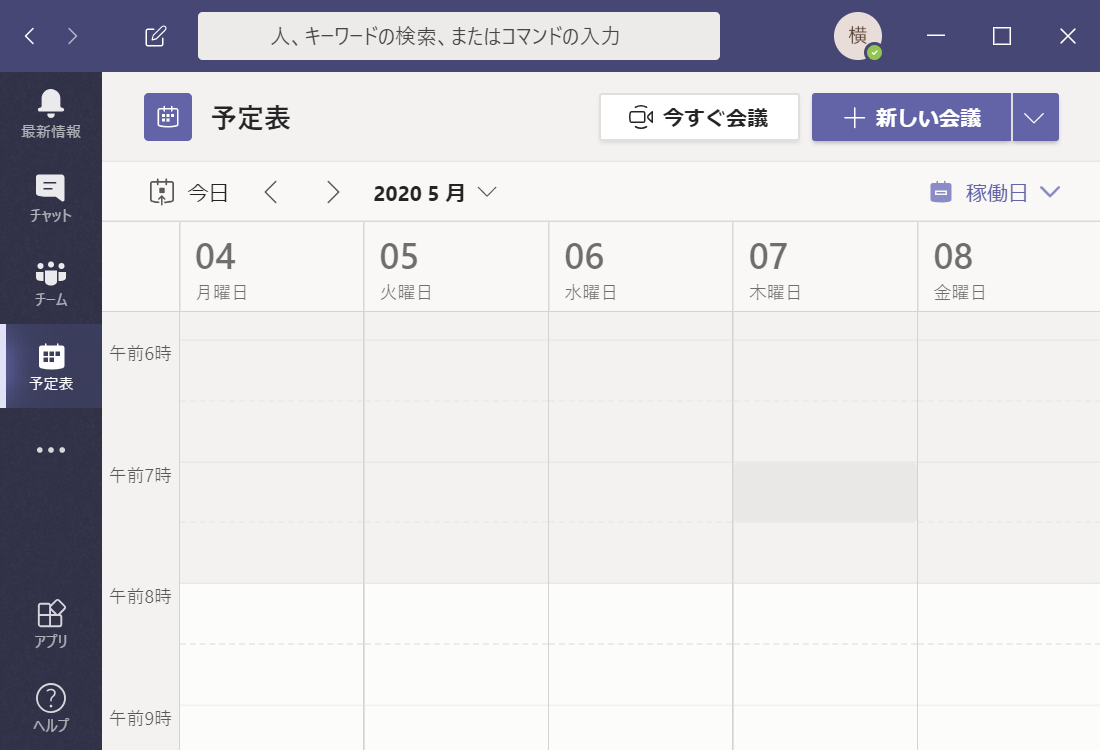 人、キーワードの検索、またはコマンドの入力
横
最新情報
チャット
チーム
予定表
アプリ
ヘルプ
予定表
今すぐ会議
新しい会議
今日
2020 5 月
稼働日
04
月曜日
05
火曜日
06
水曜日
07
木曜日
08
金曜日
午前6時
午前7時
午前8時
午前9時